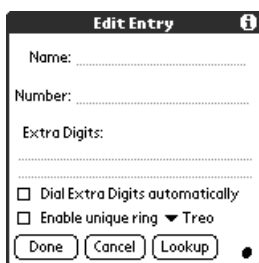 Edit Entry
Name:
Number:
Extra Digits:
Dial Extra Digits automatically
Enable unique ring Treo
Done Cancel Lookup